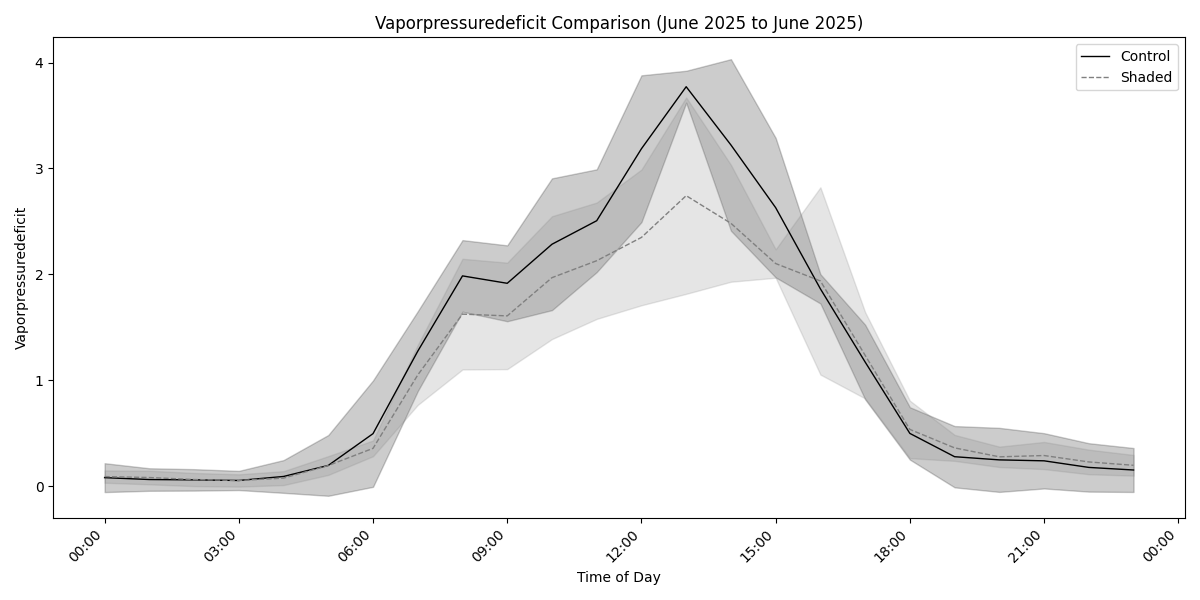 Vaporpressuredeficit Comparison (June 2025 to June 2025)
Control
Shaded
4
3
2
1
0
Vaporpressuredeficit
00:00
03:00
06:00
09:00
12:00
15:00
18:00
21:00
00:00
Time of Day